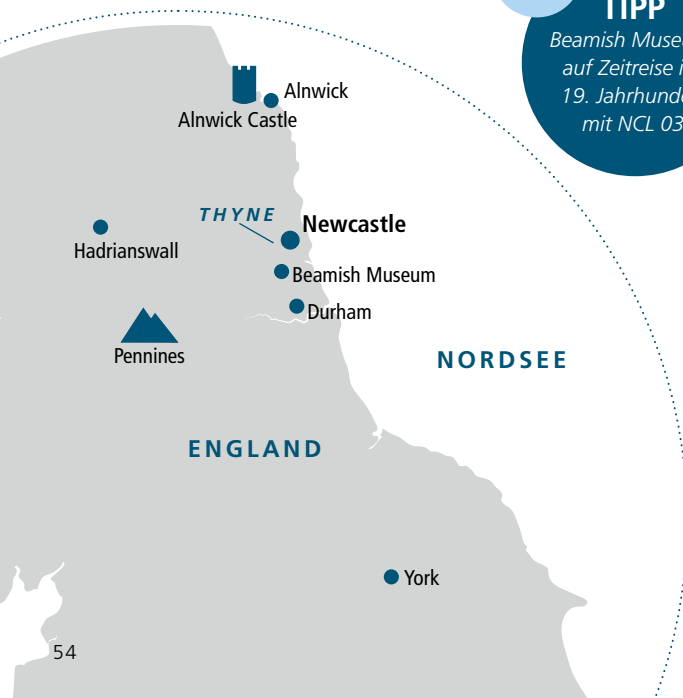 TIPP
Beamish Muse
auf Zeitreise i
19. Jahrhunde
mit NCL 03
Alnwick
Alnwick Castle
THYNE
Newcastle
Hadrianswall
Beamish Museum
Durham
Pennines
NORDSEE
ENGLAND
York
54